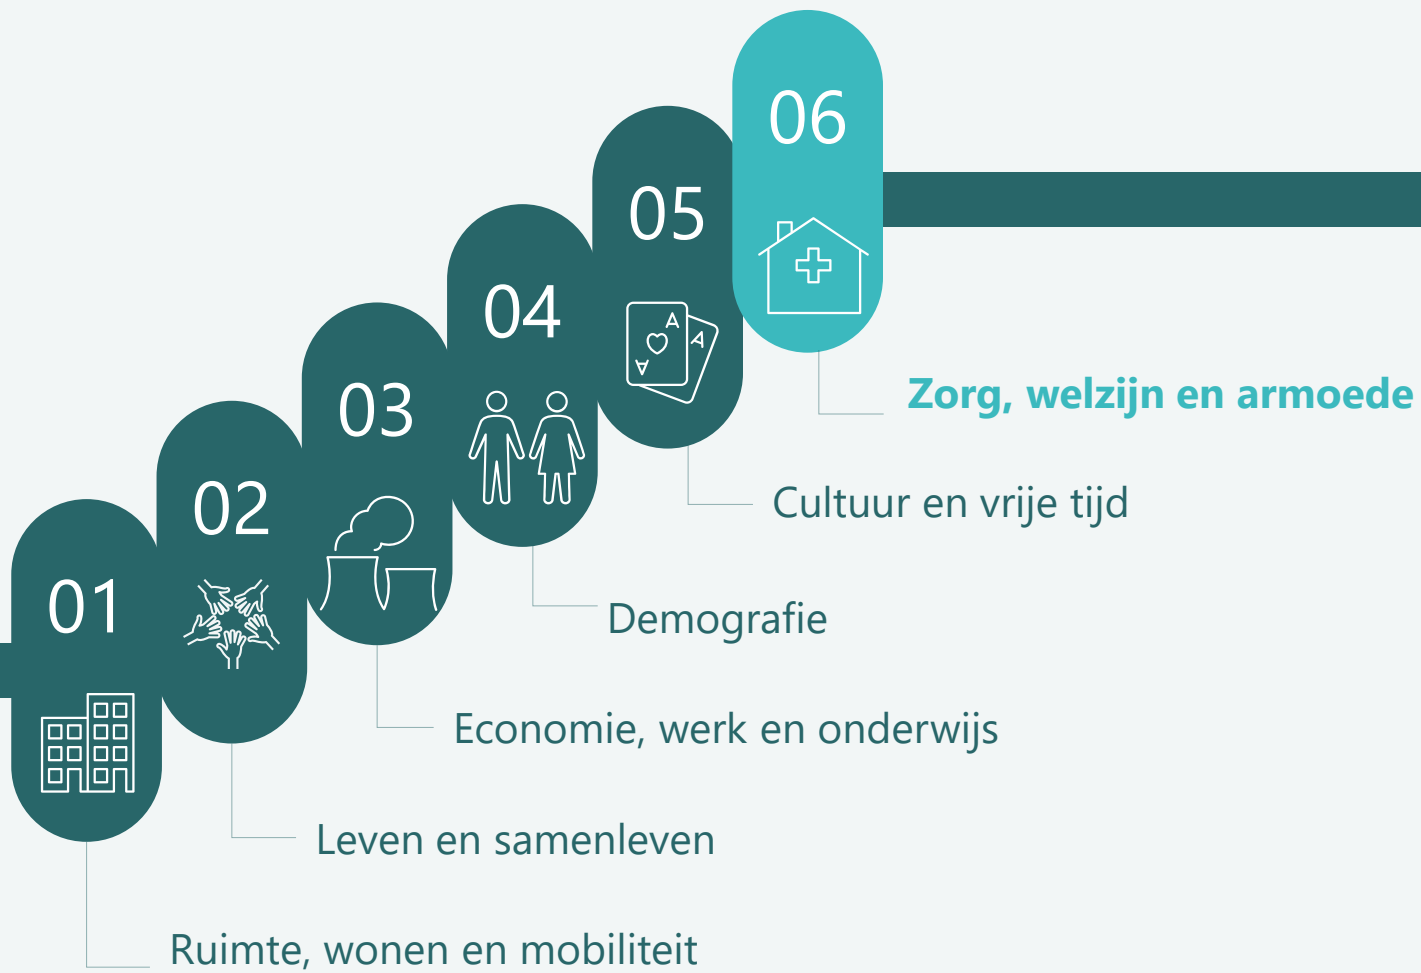 06
05
04
03
02
01
A
A
A
Zorg, welzijn en armoede
Cultuur en vrije tijd
Demografie
Economie, werk en onderwijs
Leven en samenleven
Ruimte, wonen en mobiliteit